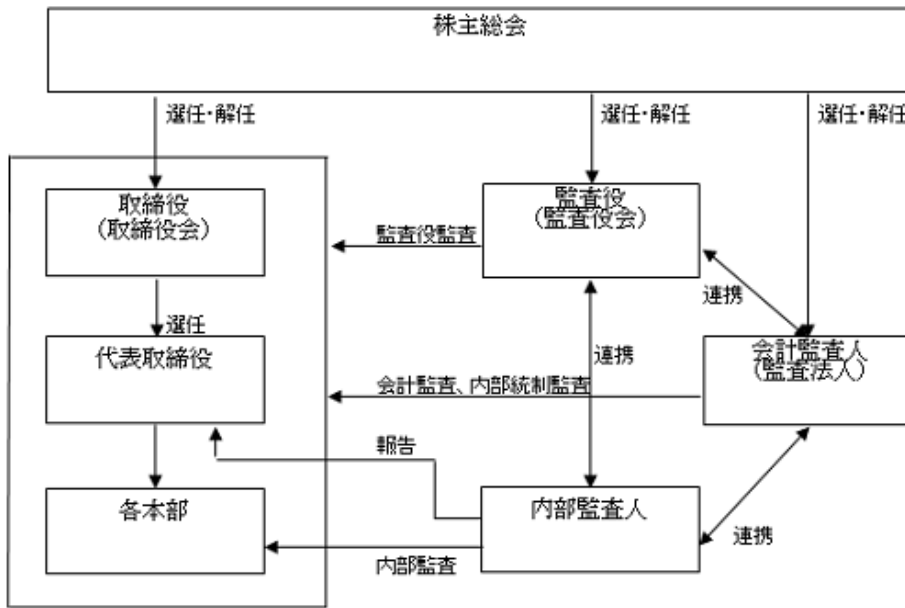 株主総会
選任・解任
選任・解任
選任・解任
取締役
(取締役会)
監査役
(監査役会)
監査役監査
連携
選任
代表取締役
連携
会計監査人
(監査法人)
会計監査、内部統制監査
報告
各本部
内部監査人
連携
内部監査